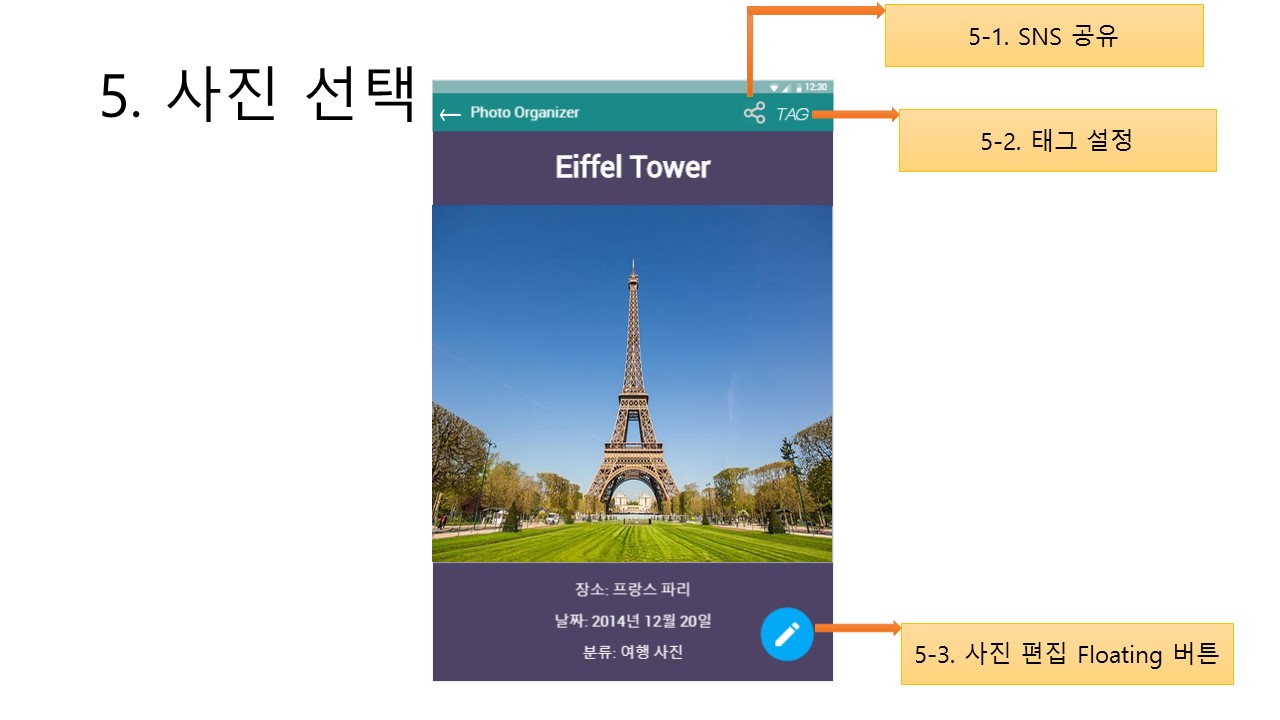 5. 사진 선택
5-1. SNS 공유
12:30
Photo Organizer
TAG
5-2. 태그 설정
Eiffel Tower
장소: 프랑스 파리
날짜: 2014년 12월 20일
분류: 여행 사진
5-3. 사진 편집 Floating 버튼